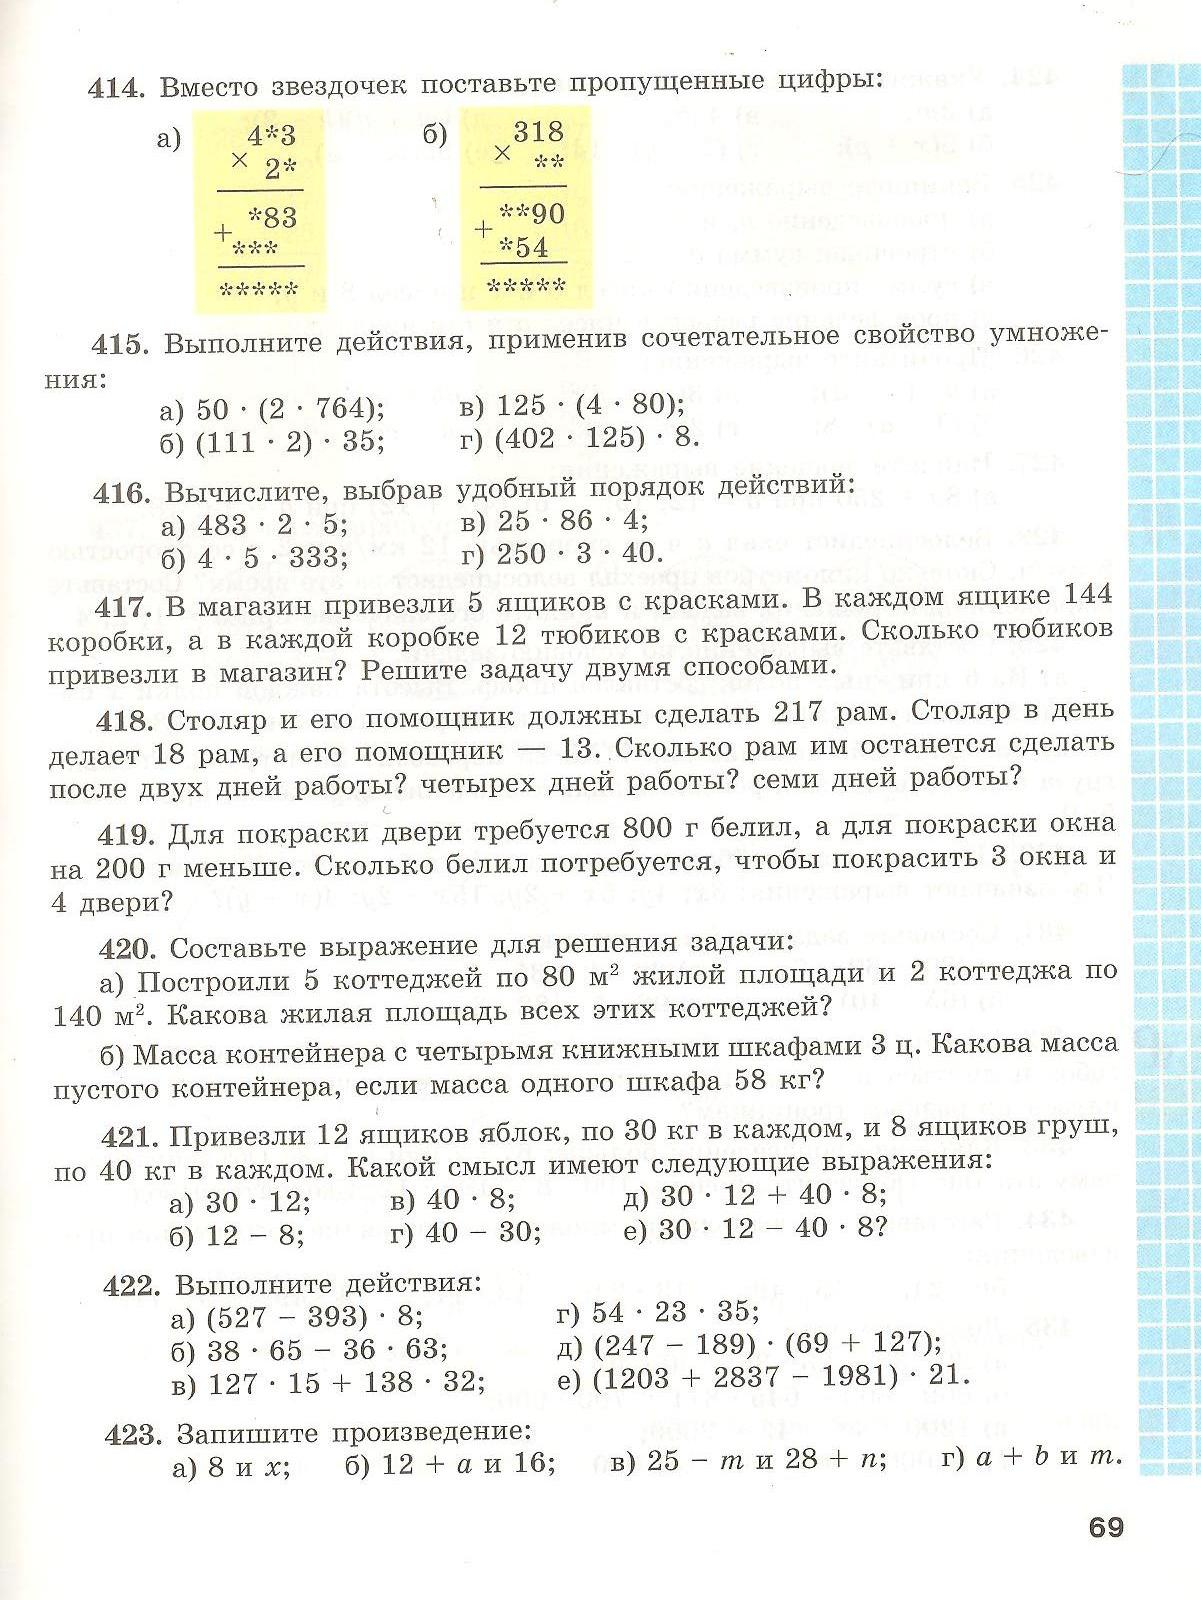 414. Вместо звездочек поставьте пропущенные цифры:
а) 4*3
× 2*
*83
+ ***
*****
б) 318
× **
**90
+ *54
*****
415. Выполните действия, применив сочетательное свойство умноже-
ния:
а) 50 · (2 · 764); в) 125 · (4 · 80);
б) (111 · 2) · 35; г) (402 · 125) · 8.
416. Вычислите, выбрав удобный порядок действий:
а) 483 · 2 · 5; в) 25 · 86 · 4;
б) 4 · 5 · 333; г) 250 · 3 · 40.
417. В магазин привезли 5 ящиков с красками. В каждом ящике 144
коробки, а в каждой коробке 12 тюбиков с красками. Сколько тюбиков
привезли в магазин? Решите задачу двумя способами.
418. Столяр и его помощник должны сделать 217 рам. Столяр в день
делает 18 рам, а его помощник — 13. Сколько рам им останется сделать
после двух дней работы? четырех дней работы? семи дней работы?
419. Для покраски двери требуется 800 г белил, а для покраски окна
на 200 г меньше. Сколько белил потребуется, чтобы покрасить 3 окна и
4 двери?
420. Составьте выражение для решения задачи:
а) Построили 5 коттеджей по 80 м² жилой площади и 2 коттеджа по
140 м². Какова жилая площадь всех этих коттеджей?
б) Масса контейнера с четырьмя книжными шкафами 3 ц. Какова масса
пустого контейнера, если масса одного шкафа 58 кг?
421. Привезли 12 ящиков яблок, по 30 кг в каждом, и 8 ящиков груш,
по 40 кг в каждом. Какой смысл имеют следующие выражения:
а) 30 · 12; в) 40 · 8; д) 30 · 12 + 40 · 8;
б) 12 − 8; г) 40 − 30; е) 30 · 12 − 40 · 8?
422. Выполните действия:
а) (527 − 393) · 8; г) 54 · 23 · 35;
б) 38 · 65 − 36 · 63; д) (247 − 189) · (69 + 127);
в) 127 · 15 + 138 · 32; е) (1203 + 2837 − 1981) · 21.
423. Запишите произведение:
а) 8 и x; б) 12 + a и 16; в) 25 − m и 28 + n; г) a + b и m.
69